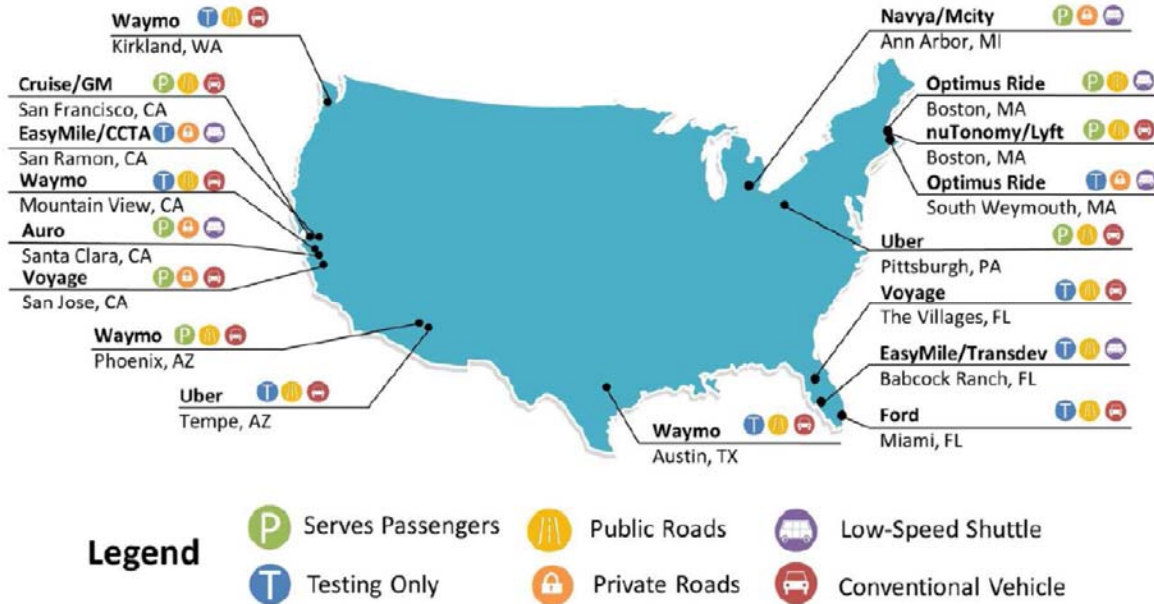 Waymo
Kirkland, WA
Cruise/GM
San Francisco, CA
EasyMile/CCTA
San Ramon, CA
Waymo
Mountain View, CA
Auro
Santa Clara, CA
Voyage
San Jose, CA
Waymo
Phoenix, AZ
Uber
Tempe, AZ
Waymo
Austin, TX
Navya/Mcity
Ann Arbor, MI
Optimus Ride
Boston, MA
nuTonomy/Lyft
Boston, MA
Optimus Ride
South Weymouth, MA
Uber
Pittsburgh, PA
Voyage
The Villages, FL
EasyMile/Transdev
Babcock Ranch, FL
Ford
Miami, FL
Legend
P Serves Passengers
Public Roads
Low-Speed Shuttle
T Testing Only
Private Roads
Conventional Vehicle